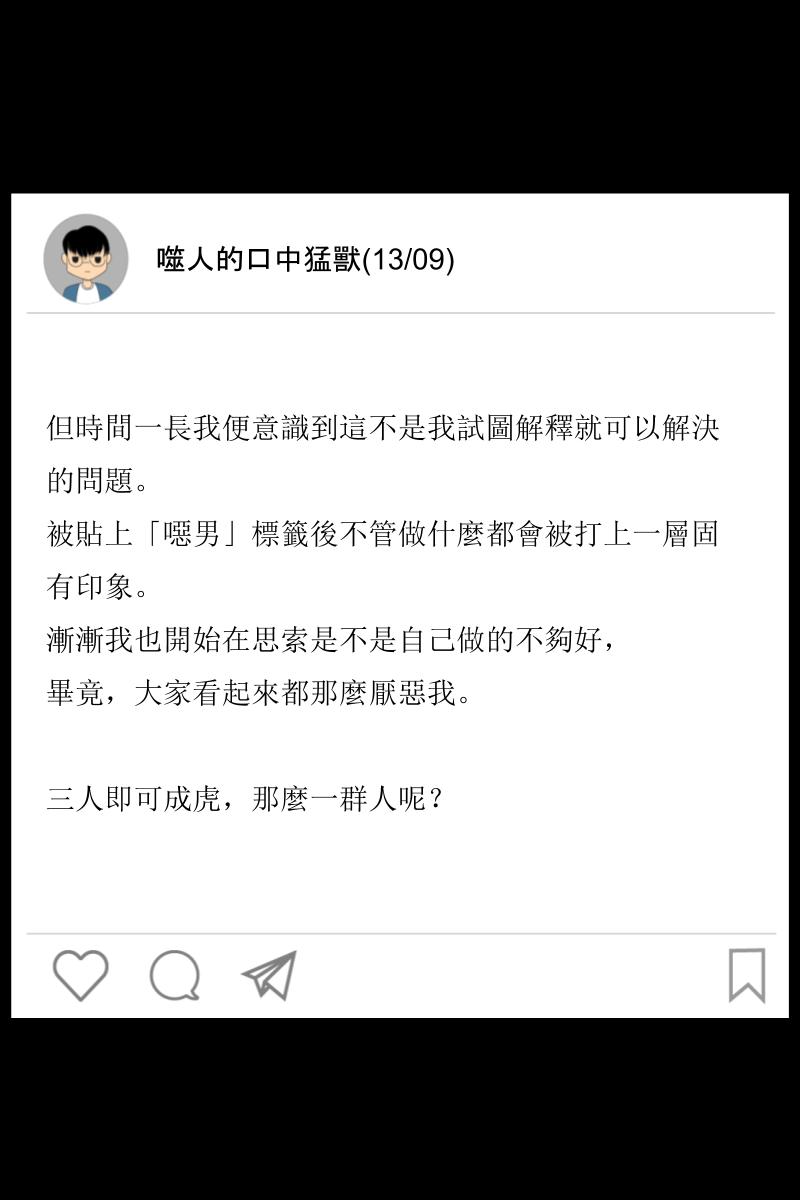 噬人的口中猛獸(13/09)
但時間一長我便意識到這不是我試圖解釋就可以解決
的問題。
被貼上「噁男」標籤後不管做什麼都會被打上一層固
有印象。
漸漸我也開始在思索是不是自己做的不夠好，
畢竟，大家看起來都那麼厭惡我。
三人即可成虎，那麼一群人呢？